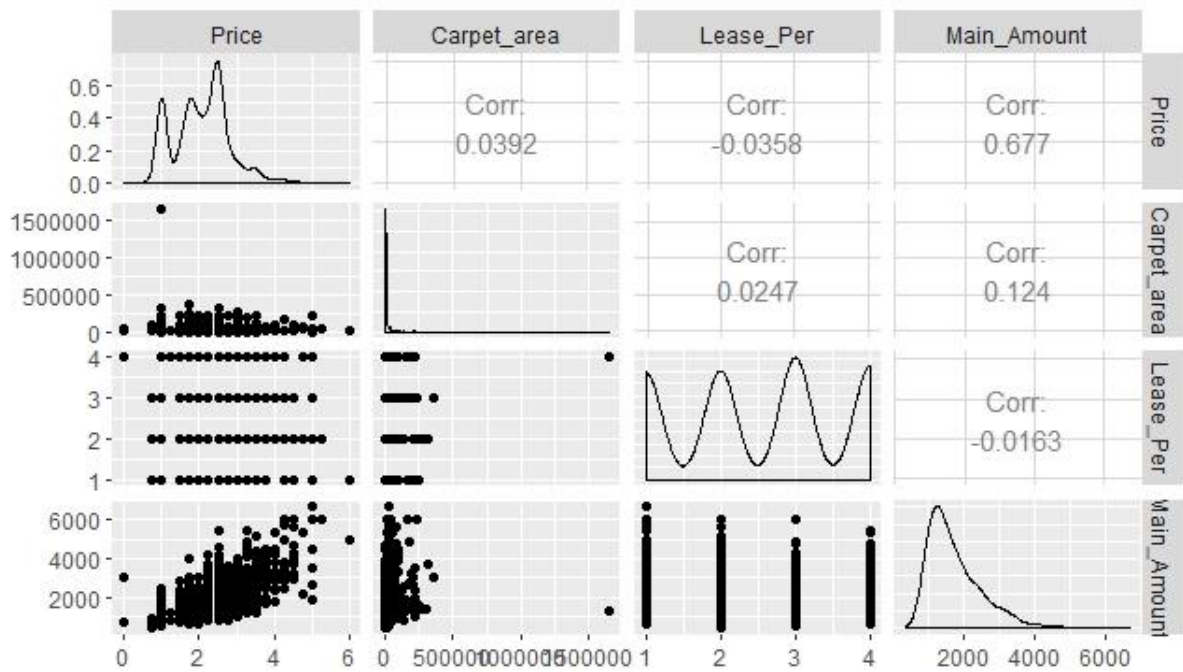 Price Carpet_area Lease_Per Main_Amount
0.6
0.4
0.2
0.0
Corr:
0.0392
Corr:
-0.0358
Corr:
0.677
Price
1500000
1000000
500000
0
Corr:
0.0247
Corr:
0.124
Carpet_area
4
3
2
1
Corr:
-0.0163
Lease_Per
6000
4000
2000
Main_Amount
0 2 4 6 0 500000 1000000 1500000 1 2 3 4 2000 4000 6000